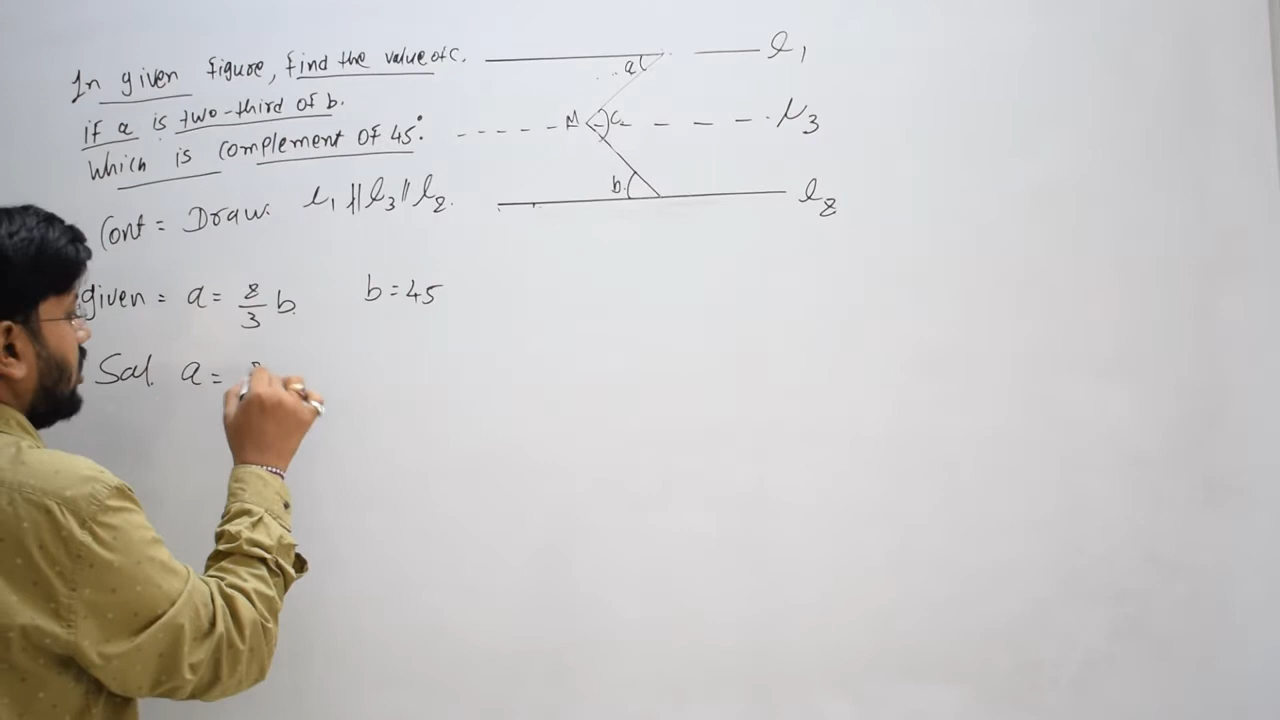 In given figure, find the value of c.
if a is two-third of b.
Which is complement of 45°.
Cont = Draw. l1 || l3 || l2.
given = a = 2/3 b. b = 45
Sol. a =
a
l1
M c
l3
b
l2